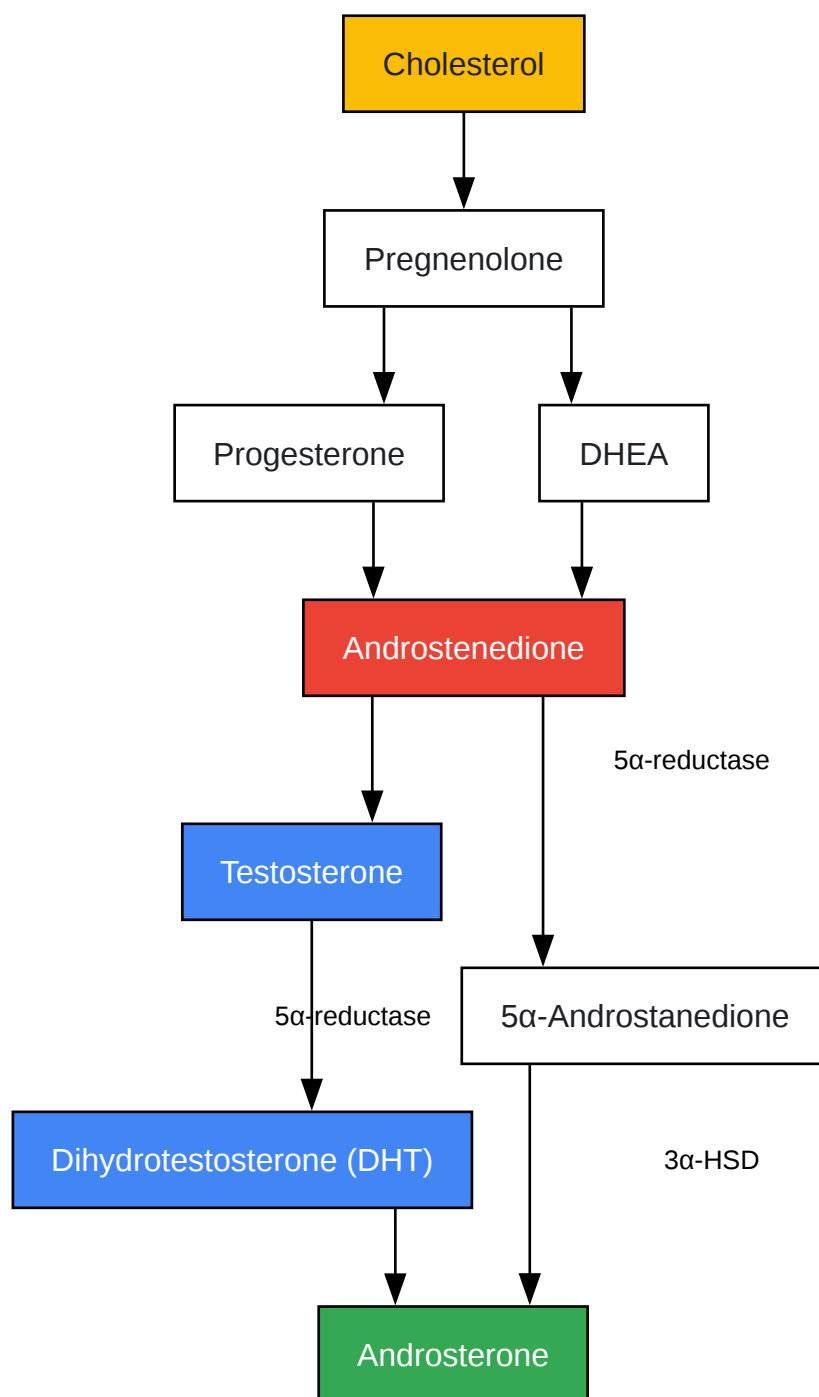 Cholesterol
Pregnenolone
Progesterone
DHEA
Androstenedione
5α-reductase
Testosterone
5α-reductase
5α-Androstanedione
Dihydrotestosterone (DHT)
3α-HSD
Androsterone